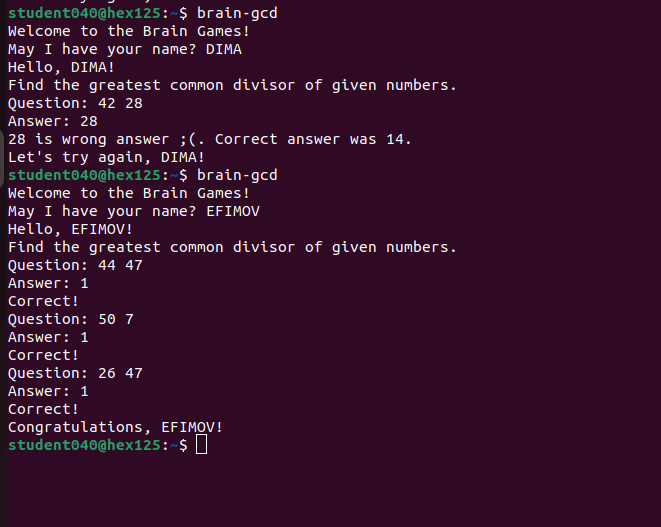 student040@hex125:~$ brain-gcd
Welcome to the Brain Games!
May I have your name? DIMA
Hello, DIMA!
Find the greatest common divisor of given numbers.
Question: 42 28
Answer: 28
28 is wrong answer ;(. Correct answer was 14.
Let's try again, DIMA!
student040@hex125:~$ brain-gcd
Welcome to the Brain Games!
May I have your name? EFIMOV
Hello, EFIMOV!
Find the greatest common divisor of given numbers.
Question: 44 47
Answer: 1
Correct!
Question: 50 7
Answer: 1
Correct!
Question: 26 47
Answer: 1
Correct!
Congratulations, EFIMOV!
student040@hex125:~$